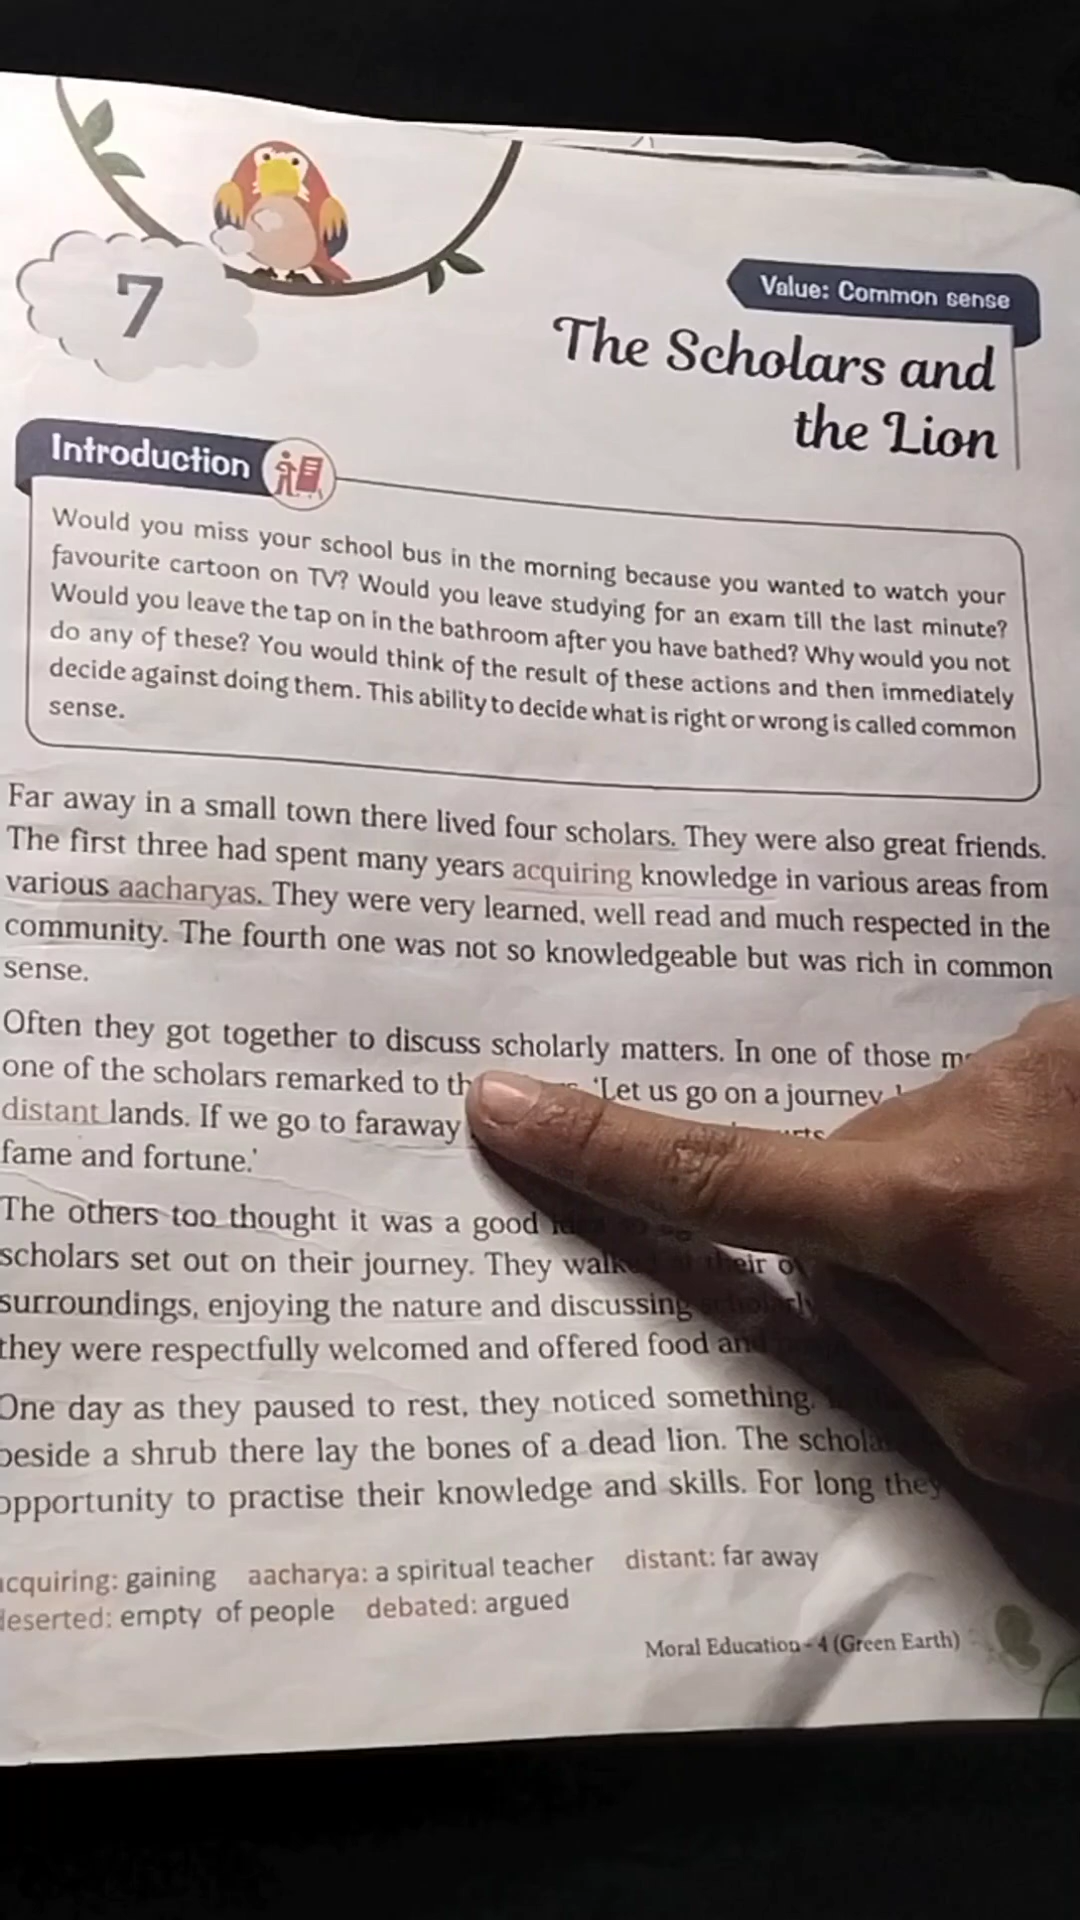 7
Value: Common sense
The Scholars and
the Lion
Introduction
Would you miss your school bus in the morning because you wanted to watch your
favourite cartoon on TV? Would you leave studying for an exam till the last minute?
Would you leave the tap on in the bathroom after you have bathed? Why would you not
do any of these? You would think of the result of these actions and then immediately
decide against doing them. This ability to decide what is right or wrong is called common
sense.
Far away in a small town there lived four scholars. They were also great friends.
The first three had spent many years acquiring knowledge in various areas from
various aacharyas. They were very learned, well read and much respected in the
community. The fourth one was not so knowledgeable but was rich in common
sense.
Often they got together to discuss scholarly matters. In one of those
one of the scholars remarked to 'Let us go on a journey
distant lands. If we go to faraway
fame and fortune.'
The others too thought it was a good
scholars set out on their journey. They their
surroundings, enjoying the nature and discussing
they were respectfully welcomed and offered food and
One day as they paused to rest, they noticed something.
beside a shrub there lay the bones of a dead lion. The
opportunity to practise their knowledge and skills. For long they
acquiring: gaining aacharya: a spiritual teacher distant: far away
deserted: empty of people debated: argued
Moral Education - 4 (Green Earth)